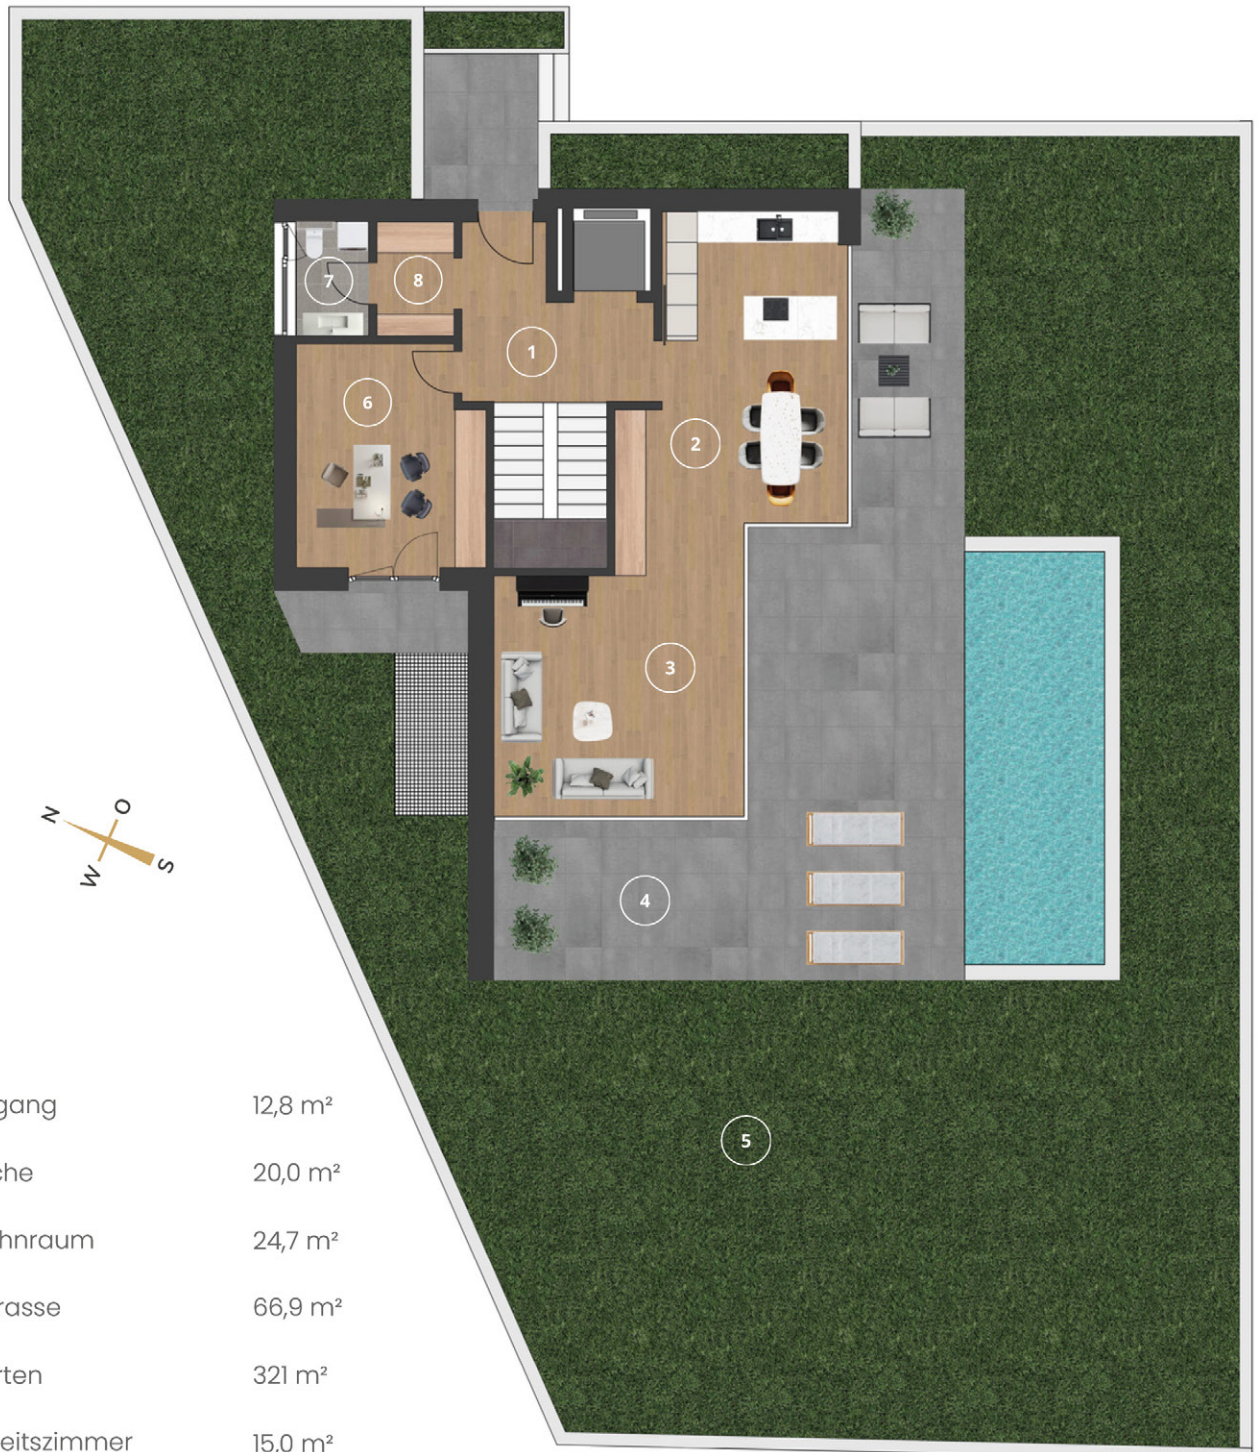 7
8
1
6
2
3
N
O
W
S
4
5
gang 12,8 m²
che 20,0 m²
hnraum 24,7 m²
rasse 66,9 m²
rten 321 m²
eitszimmer 15,0 m²